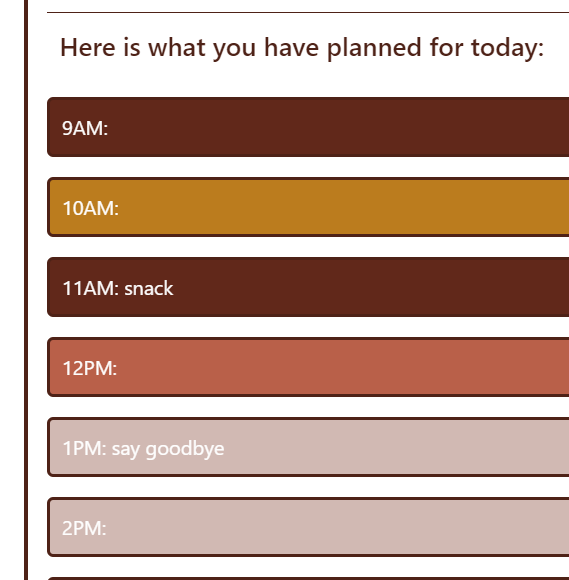 Here is what you have planned for today:
9AM:
10AM:
11AM: snack
12PM:
1PM: say goodbye
2PM: